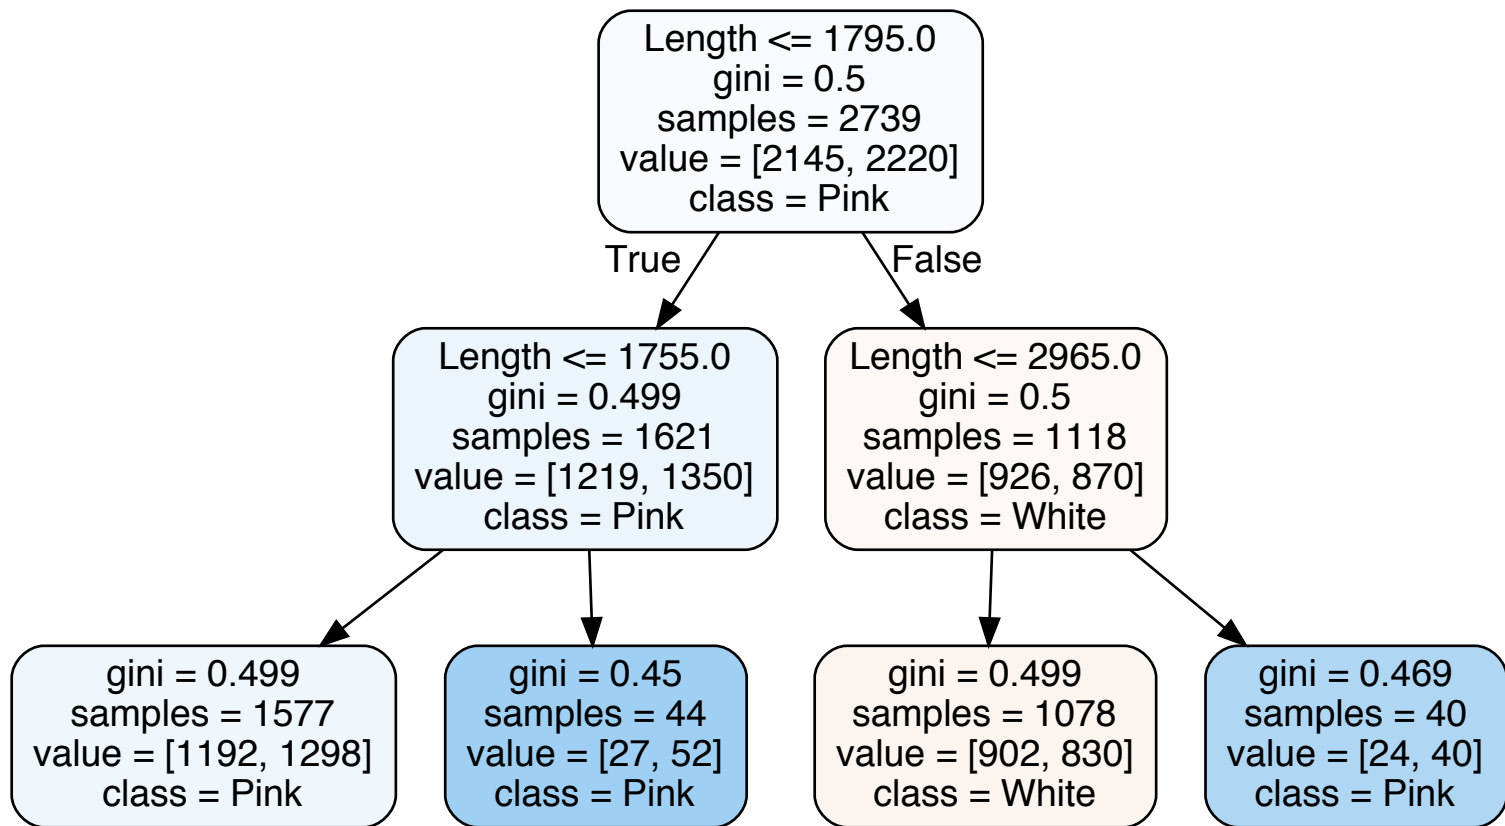 Length <= 1795.0
gini = 0.5
samples = 2739
value = [2145, 2220]
class = Pink
True
False
Length <= 1755.0
gini = 0.499
samples = 1621
value = [1219, 1350]
class = Pink
Length <= 2965.0
gini = 0.5
samples = 1118
value = [926, 870]
class = White
gini = 0.499
samples = 1577
value = [1192, 1298]
class = Pink
gini = 0.45
samples = 44
value = [27, 52]
class = Pink
gini = 0.499
samples = 1078
value = [902, 830]
class = White
gini = 0.469
samples = 40
value = [24, 40]
class = Pink